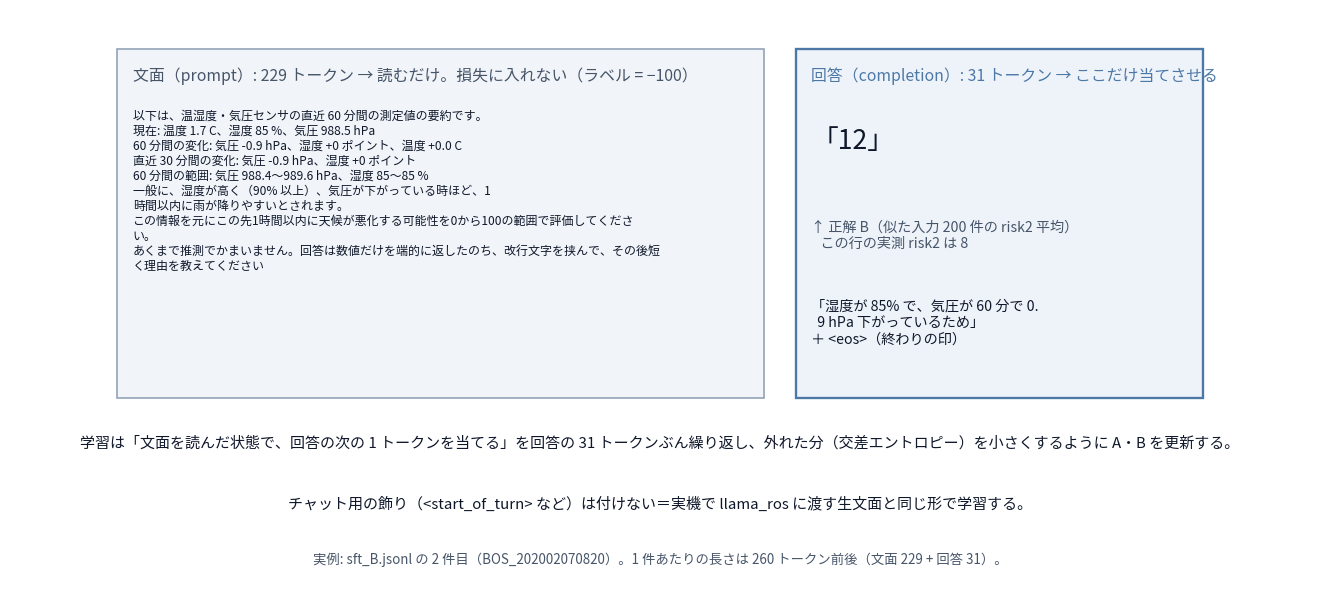 文面（prompt）: 229 トークン → 読むだけ。損失に入れない（ラベル = −100）
以下は、温湿度・気圧センサの直近 60 分間の測定値の要約です。
現在: 温度 1.7 C、湿度 85 %、気圧 988.5 hPa
60 分間の変化: 気圧 -0.9 hPa、湿度 +0 ポイント、温度 +0.0 C
直近 30 分間の変化: 気圧 -0.9 hPa、湿度 +0 ポイント
60 分間の範囲: 気圧 988.4〜989.6 hPa、湿度 85〜85 %
一般に、湿度が高く（90% 以上）、気圧が下がっている時ほど、1
時間以内に雨が降りやすいとされます。
この情報を元にこの先1時間以内に天候が悪化する可能性を0から100の範囲で評価してくださ
い。
あくまで推測でかまいません。回答は数値だけを端的に返したのち、改行文字を挟んで、その後短
く理由を教えてください
回答（completion）: 31 トークン → ここだけ当てさせる
「12」
↑ 正解 B（似た入力 200 件の risk2 平均）
この行の実測 risk2 は 8
「湿度が 85% で、気圧が 60 分で 0.
9 hPa 下がっているため」
＋ <eos>（終わりの印）
学習は「文面を読んだ状態で、回答の次の 1 トークンを当てる」を回答の 31 トークンぶん繰り返し、外れた分（交差エントロピー）を小さくするように A・B を更新する。
チャット用の飾り（<start_of_turn> など）は付けない＝実機で llama_ros に渡す生文面と同じ形で学習する。
実例: sft_B.jsonl の 2 件目（BOS_202002070820）。1 件あたりの長さは 260 トークン前後（文面 229 + 回答 31）。